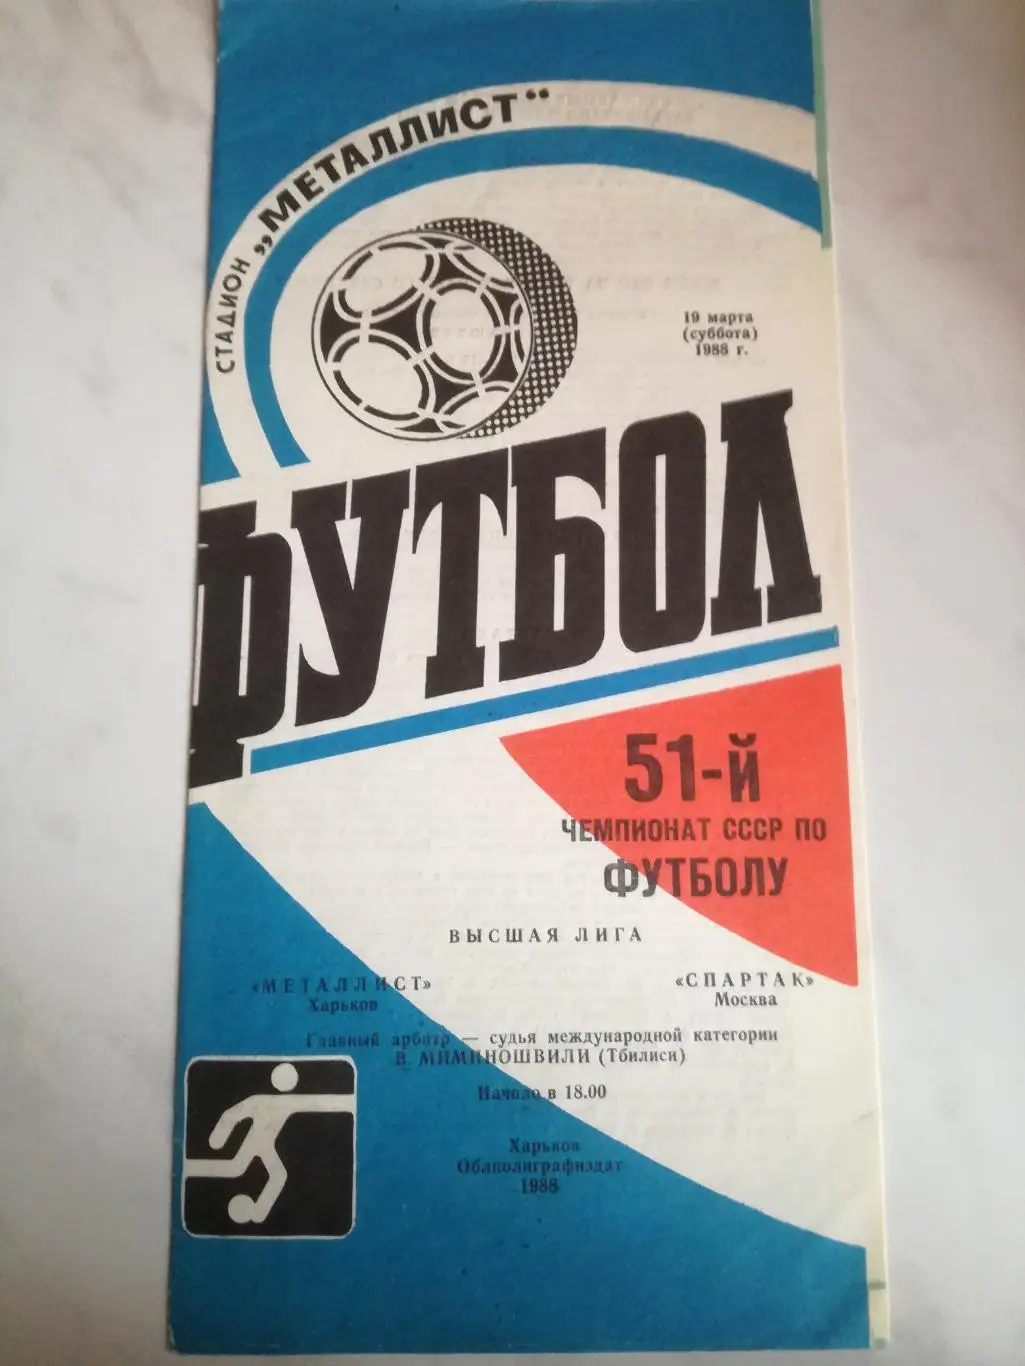 СТАДИОН „МЕТАЛЛИСТ“
19 марта
(суббота)
1988 г.
ФУТБОЛ
51-й
ЧЕМПИОНАТ СССР ПО
ФУТБОЛУ
ВЫСШАЯ ЛИГА
«МЕТАЛЛИСТ»
Харьков
«СПАРТАК»
Москва
Главный арбитр — судья международной категории
В. МИМИНОШВИЛИ (Тбилиси)
Начало в 18.00
Харьков
Облполиграфиздат
1988